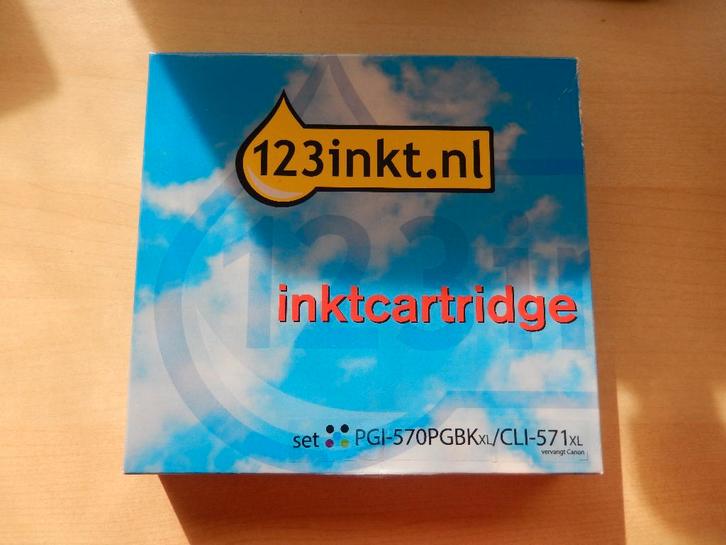 123inkt.nl
inktcartridge
set PGI-570PGBKXL/CLI-571XL
vervangt Canon